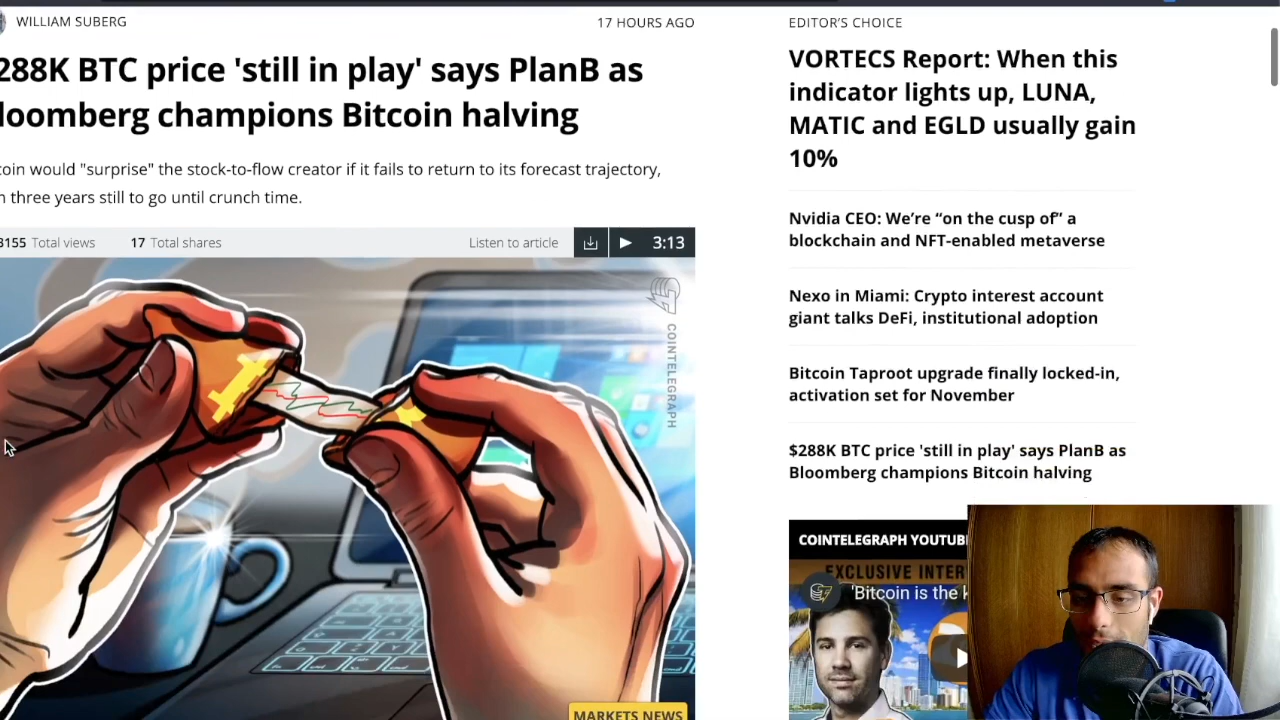 WILLIAM SUBERG
17 HOURS AGO
288K BTC price 'still in play' says PlanB as
loomberg champions Bitcoin halving
coin would "surprise" the stock-to-flow creator if it fails to return to its forecast trajectory,
three years still to go until crunch time.
3155 Total views
17 Total shares
Listen to article
3:13
COINTELEGRAPH
MARKETS NEWS
EDITOR'S CHOICE
VORTECS Report: When this
indicator lights up, LUNA,
MATIC and EGLD usually gain
10%
Nvidia CEO: We're “on the cusp of” a
blockchain and NFT-enabled metaverse
Nexo in Miami: Crypto interest account
giant talks DeFi, institutional adoption
Bitcoin Taproot upgrade finally locked-in,
activation set for November
$288K BTC price 'still in play' says PlanB as
Bloomberg champions Bitcoin halving
COINTELEGRAPH YOUTUB
EXCLUSIVE INTER
'Bitcoin is the k